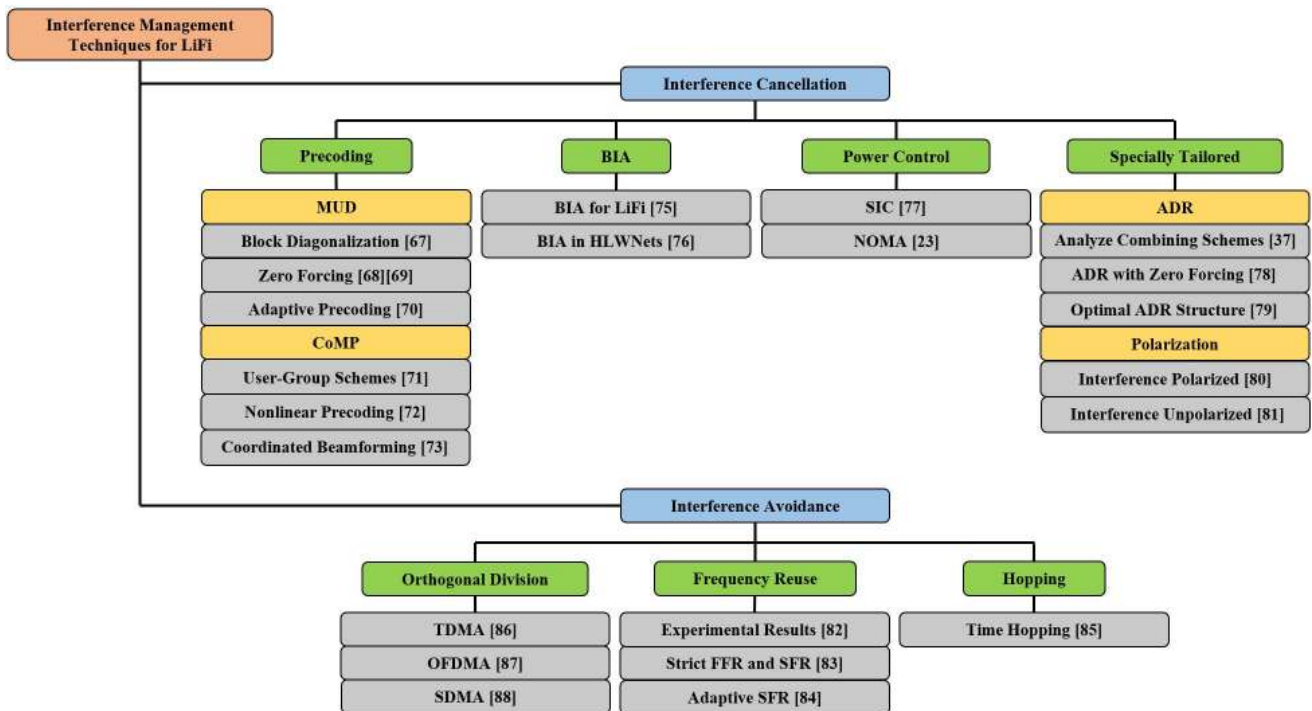 Interference Management
Techniques for LiFi
Interference Cancellation
Precoding
BIA
Power Control
Specially Tailored
MUD
Block Diagonalization [67]
Zero Forcing [68][69]
Adaptive Precoding [70]
CoMP
User-Group Schemes [71]
Nonlinear Precoding [72]
Coordinated Beamforming [73]
BIA for LiFi [75]
BIA in HLWNets [76]
SIC [77]
NOMA [23]
ADR
Analyze Combining Schemes [37]
ADR with Zero Forcing [78]
Optimal ADR Structure [79]
Polarization
Interference Polarized [80]
Interference Unpolarized [81]
Interference Avoidance
Orthogonal Division
Frequency Reuse
Hopping
TDMA [86]
OFDMA [87]
SDMA [88]
Experimental Results [82]
Strict FFR and SFR [83]
Adaptive SFR [84]
Time Hopping [85]